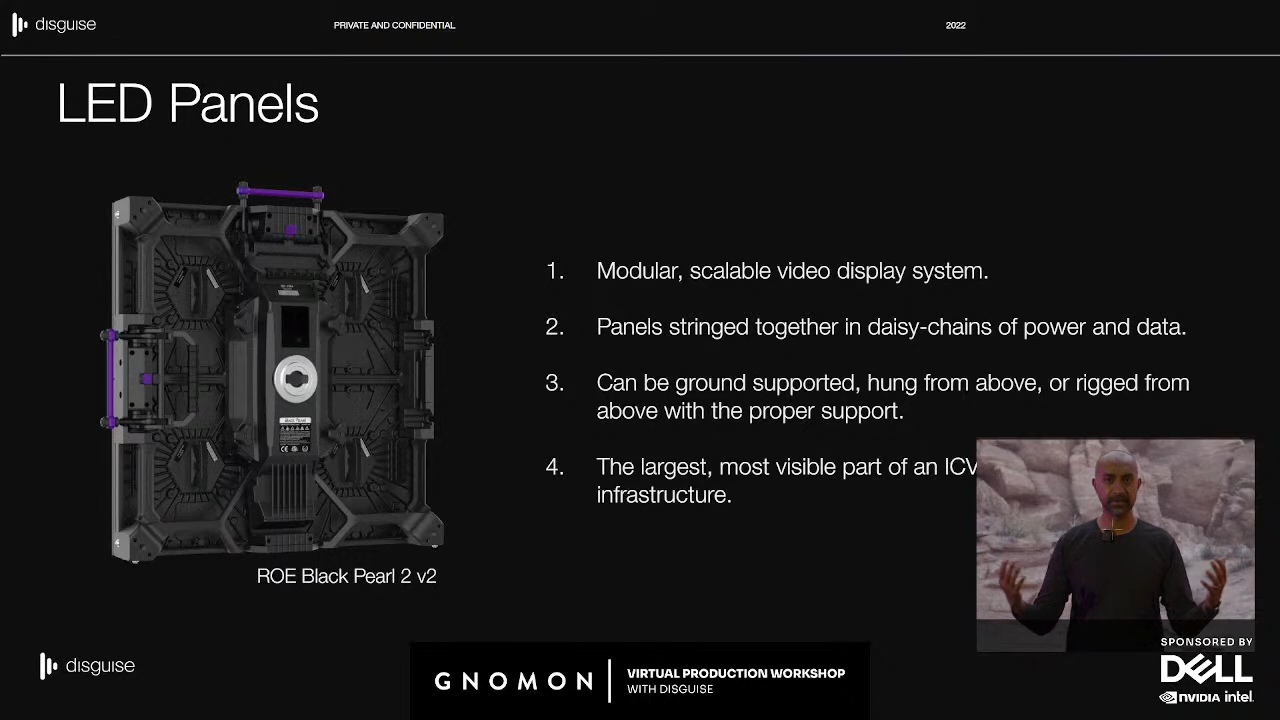 disguise
PRIVATE AND CONFIDENTIAL
2022
LED Panels
1. Modular, scalable video display system.
2. Panels stringed together in daisy-chains of power and data.
3. Can be ground supported, hung from above, or rigged from
above with the proper support.
4. The largest, most visible part of an ICV
infrastructure.
ROE Black Pearl 2 v2
disguise
GNOMON
VIRTUAL PRODUCTION WORKSHOP
WITH DISGUISE
SPONSORED BY
DELL
NVIDIA intel.